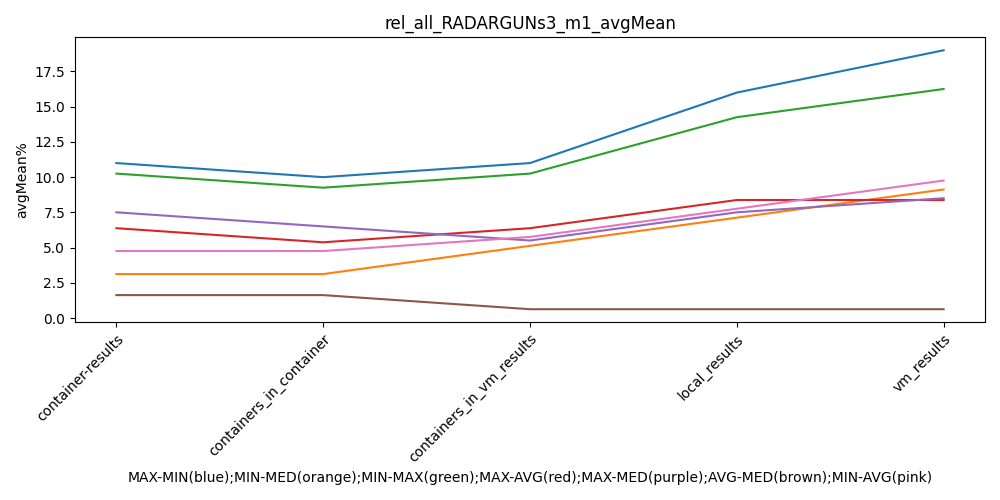 rel_all_RADARGUNs3_m1_avgMean
avgMean%
17.5
15.0
12.5
10.0
7.5
5.0
2.5
0.0
container-results
containers_in_container
containers_in_vm_results
local_results
vm_results
MAX-MIN(blue);MIN-MED(orange);MIN-MAX(green);MAX-AVG(red);MAX-MED(purple);AVG-MED(brown);MIN-AVG(pink)